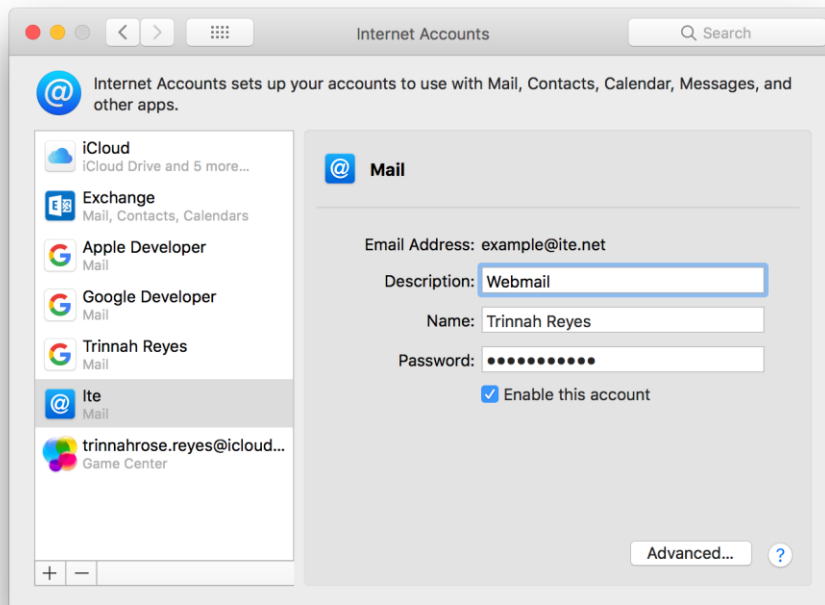 Internet Accounts
Search
Internet Accounts sets up your accounts to use with Mail, Contacts, Calendar, Messages, and
other apps.
iCloud
iCloud Drive and 5 more...
Exchange
Mail, Contacts, Calendars
Apple Developer
Mail
Google Developer
Mail
Trinnah Reyes
Mail
Ite
Mail
trinnahrose.reyes@icloud...
Game Center
Mail
Email Address: example@ite.net
Description: Webmail
Name: Trinnah Reyes
Password: •••••••••••
Enable this account
Advanced...
?